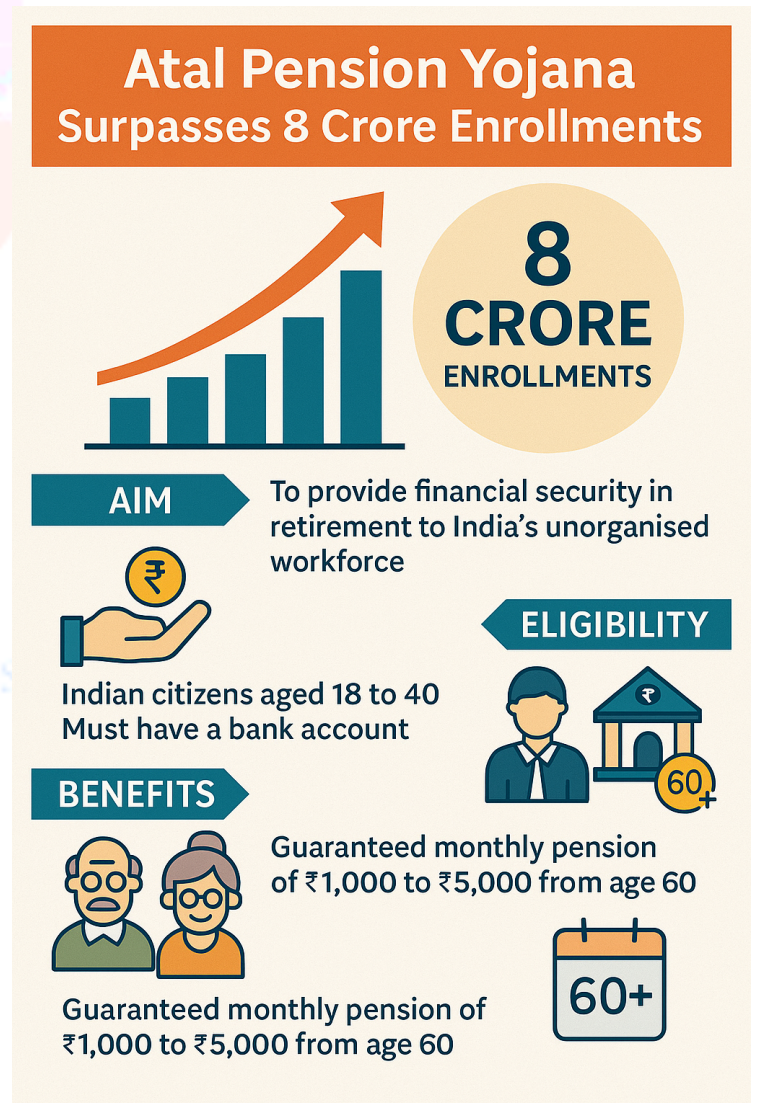 Atal Pension Yojana
Surpasses 8 Crore Enrollments
8
CRORE
ENROLLMENTS
AIM
To provide financial security in
retirement to India's unorganised
workforce
₹
ELIGIBILITY
Indian citizens aged 18 to 40
Must have a bank account
₹
60+
BENEFITS
Guaranteed monthly pension
of ₹1,000 to ₹5,000 from age 60
60+
Guaranteed monthly pension of
₹1,000 to ₹5,000 from age 60